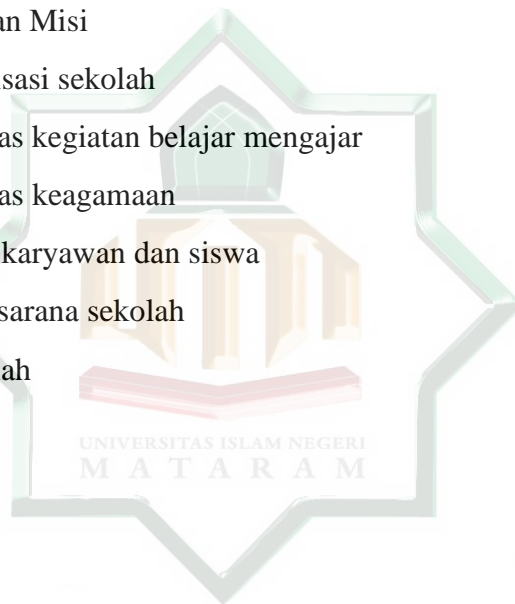 an Misi
sasi sekolah
as kegiatan belajar mengajar
as keagamaan
karyawan dan siswa
sarana sekolah
ah
UNIVERSITAS ISLAM NEGERI
MATARAM